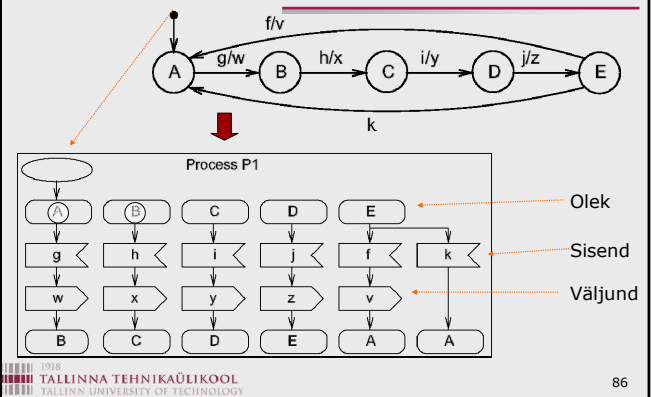 f/v
g/w h/x i/y j/z
A B C D E
k
Process P1
A B C D E Olek
g h i j f k Sisend
w x y z v Väljund
B C D E A A
1918
TALLINNA TEHNIKAÜLIKOOL
TALLINN UNIVERSITY OF TECHNOLOGY
86